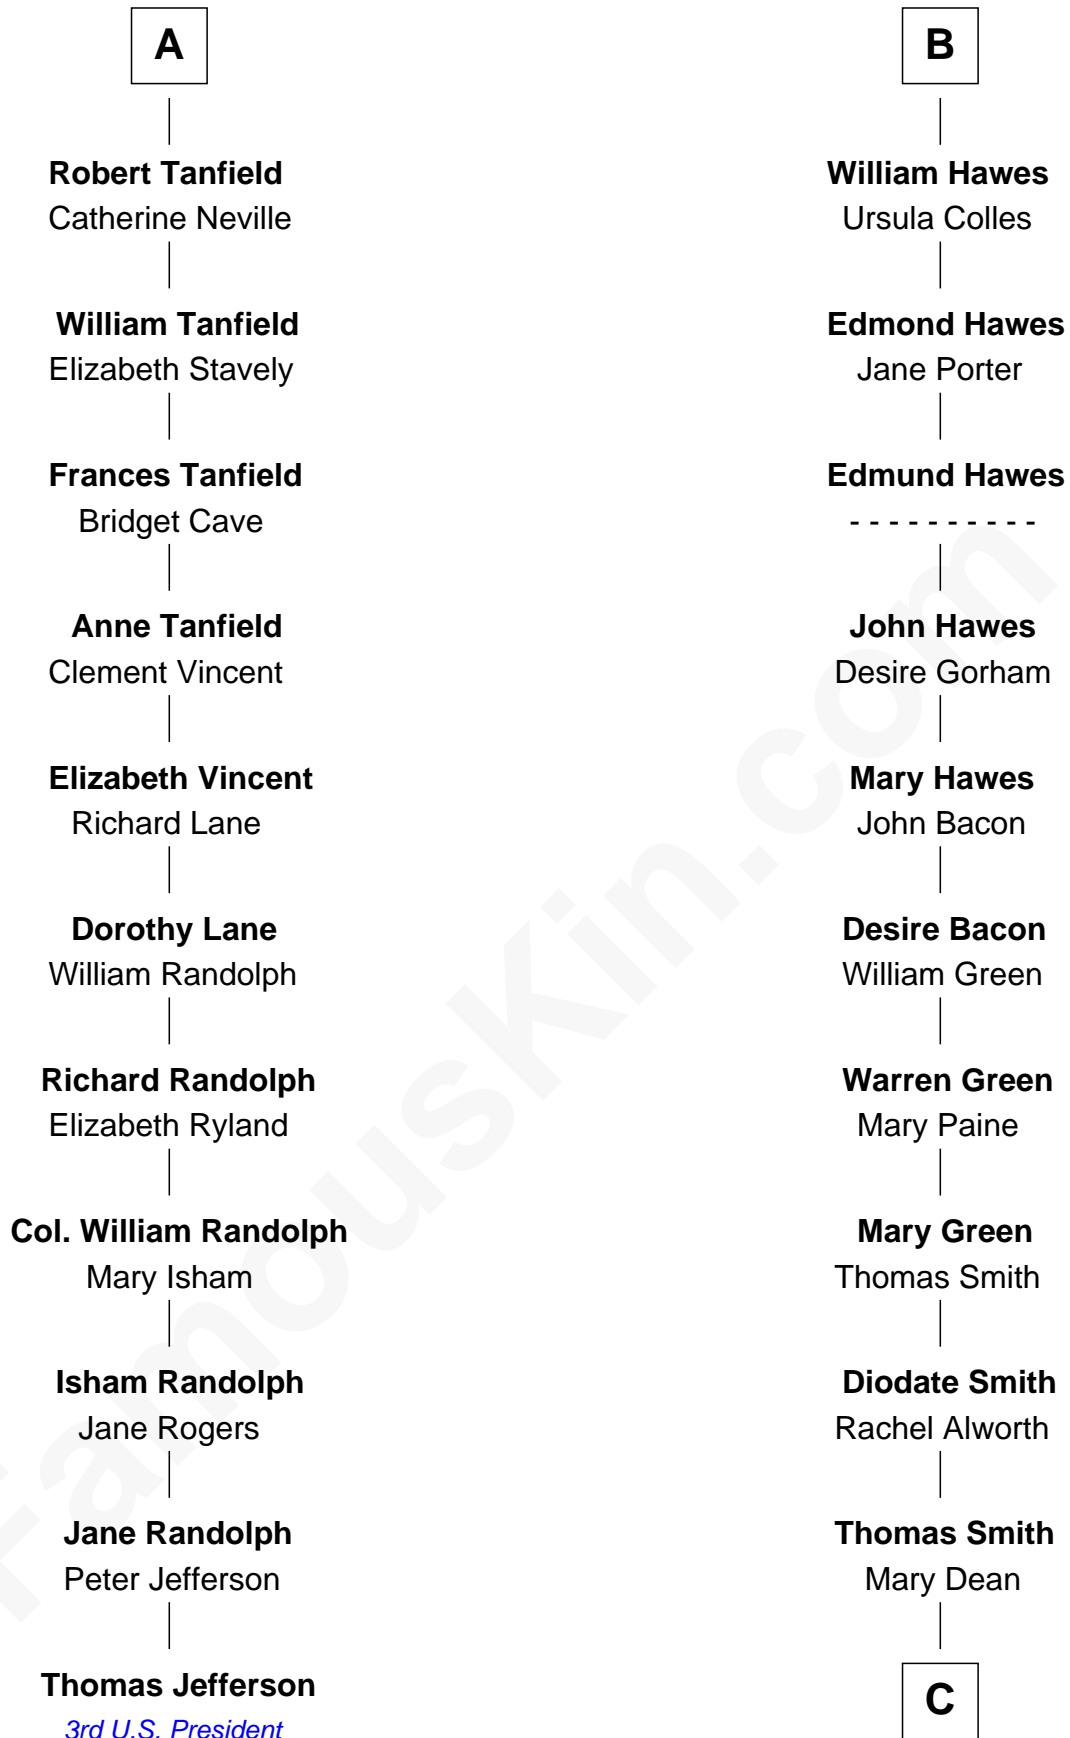 A
Robert Tanfield
Catherine Neville
William Tanfield
Elizabeth Stavely
Frances Tanfield
Bridget Cave
Anne Tanfield
Clement Vincent
Elizabeth Vincent
Richard Lane
Dorothy Lane
William Randolph
Richard Randolph
Elizabeth Ryland
Col. William Randolph
Mary Isham
Isham Randolph
Jane Rogers
Jane Randolph
Peter Jefferson
Thomas Jefferson
3rd U.S. President
B
William Hawes
Ursula Colles
Edmond Hawes
Jane Porter
Edmund Hawes
- - - - - - - - - -
John Hawes
Desire Gorham
Mary Hawes
John Bacon
Desire Bacon
William Green
Warren Green
Mary Paine
Mary Green
Thomas Smith
Diodate Smith
Rachel Alworth
Thomas Smith
Mary Dean
C
FamousKin.com